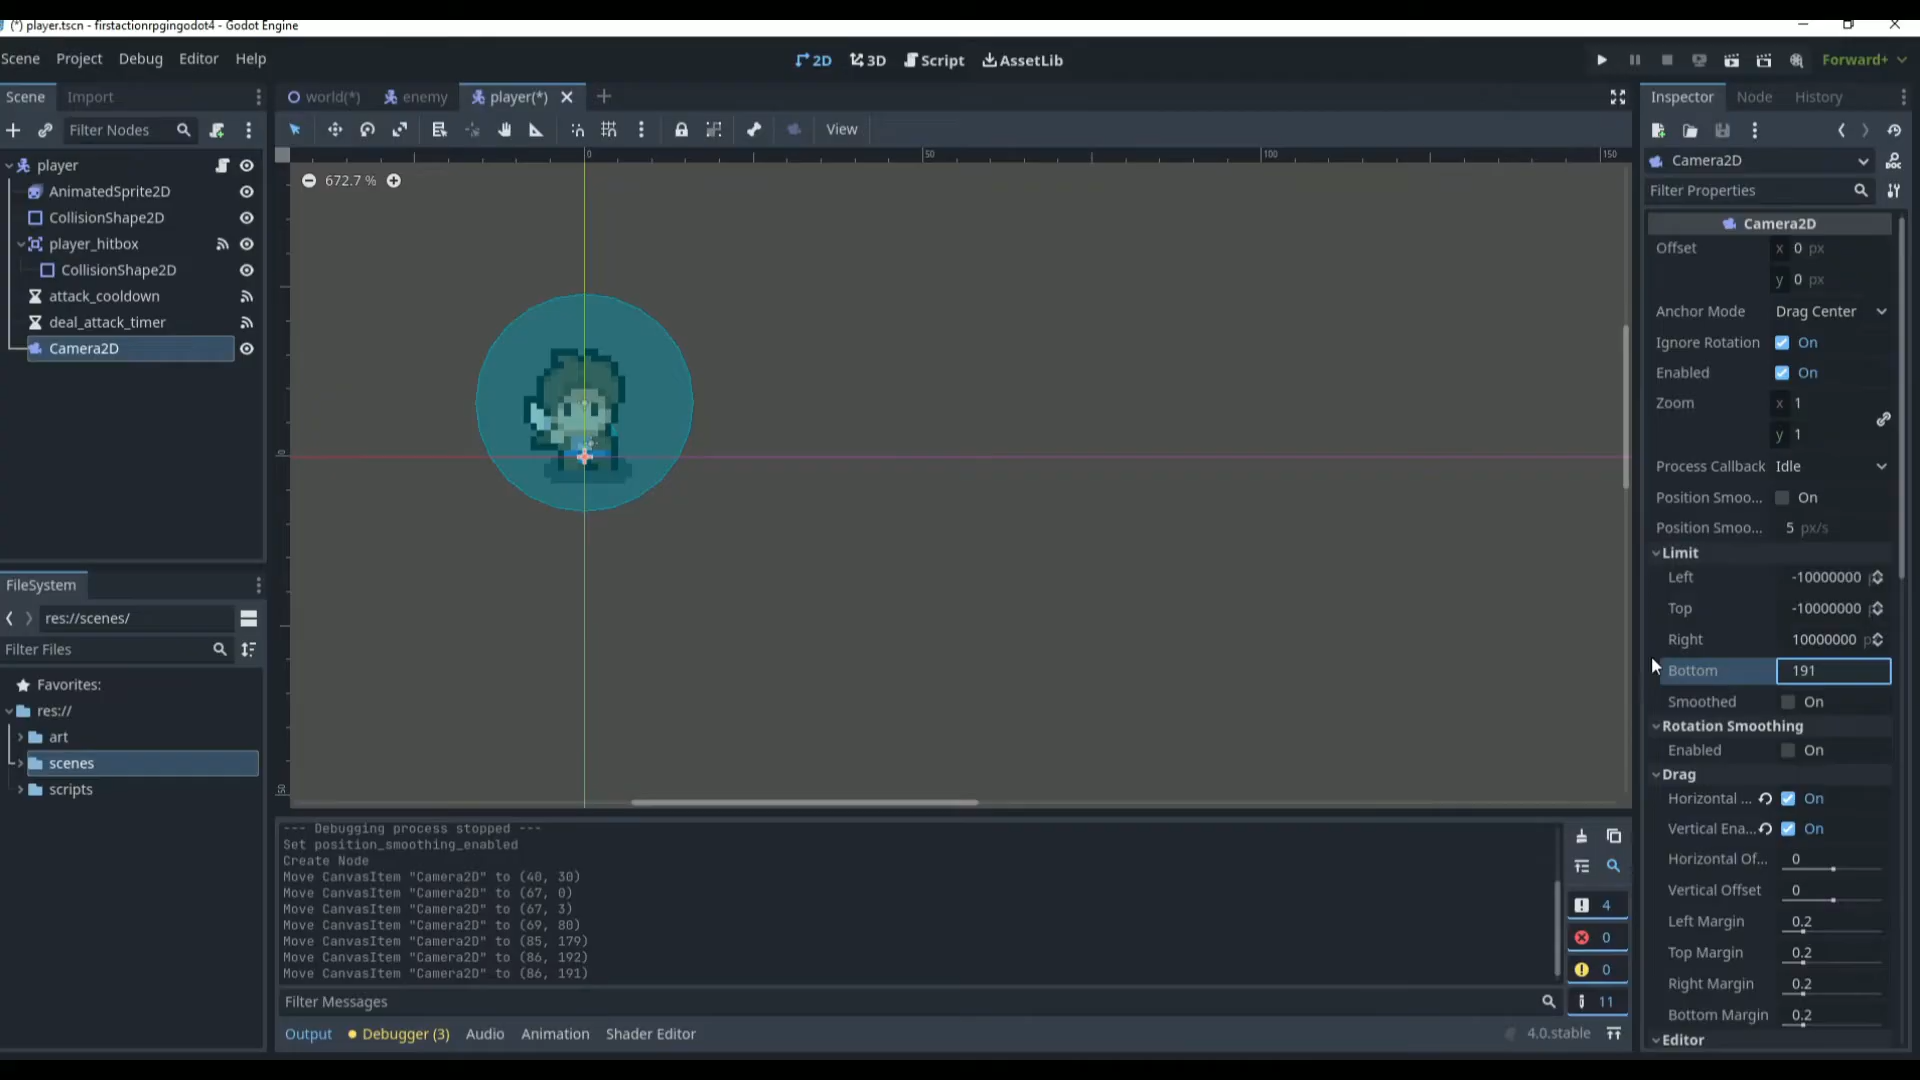 (*) player.tscn - firstactionrpgingodot4 - Godot Engine
Scene Project Debug Editor Help
2D 3D Script AssetLib
Forward+
Scene Import
world(*) enemy player(*)
Inspector Node History
Filter Nodes
View
Camera2D
Filter Properties
player
AnimatedSprite2D
CollisionShape2D
player_hitbox
CollisionShape2D
attack_cooldown
deal_attack_timer
Camera2D
0 50 100 150
672.7 %
0
50
Camera2D
Offset x 0 px
y 0 px
Anchor Mode Drag Center
Ignore Rotation On
Enabled On
Zoom x 1
y 1
Process Callback Idle
Position Smoo... On
Position Smoo... 5 px/s
Limit
Left -10000000 p
Top -10000000 p
Right 10000000 p
Bottom 191
Smoothed On
Rotation Smoothing
Enabled On
Drag
Horizontal ... On
Vertical Ena... On
Horizontal Of... 0
Vertical Offset 0
Left Margin 0.2
Top Margin 0.2
Right Margin 0.2
Bottom Margin 0.2
Editor
FileSystem
res://scenes/
Filter Files
Favorites:
res://
art
scenes
scripts
--- Debugging process stopped ---
Set position_smoothing_enabled
Create Node
Move CanvasItem "Camera2D" to (40, 30)
Move CanvasItem "Camera2D" to (67, 0)
Move CanvasItem "Camera2D" to (67, 3)
Move CanvasItem "Camera2D" to (69, 80)
Move CanvasItem "Camera2D" to (85, 179)
Move CanvasItem "Camera2D" to (86, 192)
Move CanvasItem "Camera2D" to (86, 191)
4
0
0
11
Filter Messages
Output Debugger (3) Audio Animation Shader Editor
4.0.stable